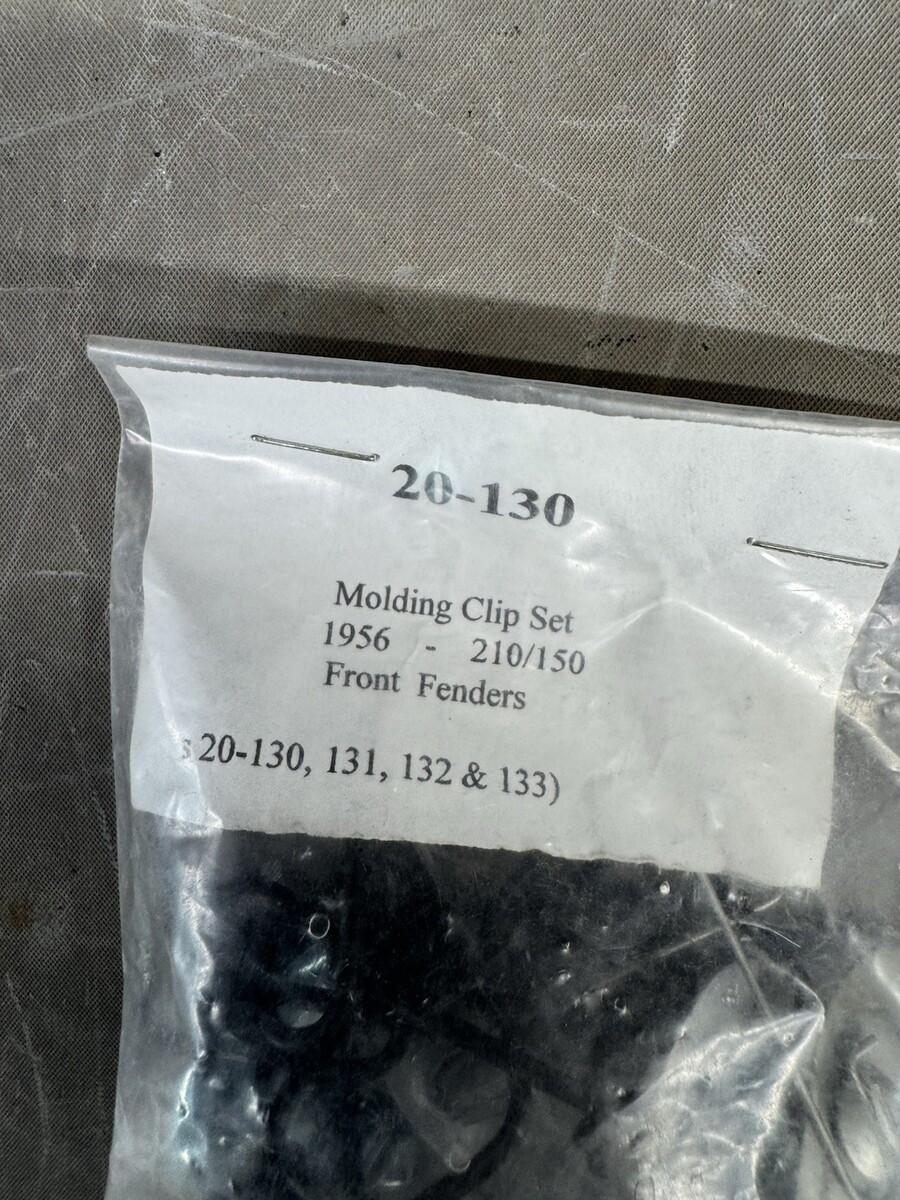 20-130
Molding Clip Set
1956 - 210/150
Front Fenders
s 20-130, 131, 132 & 133)